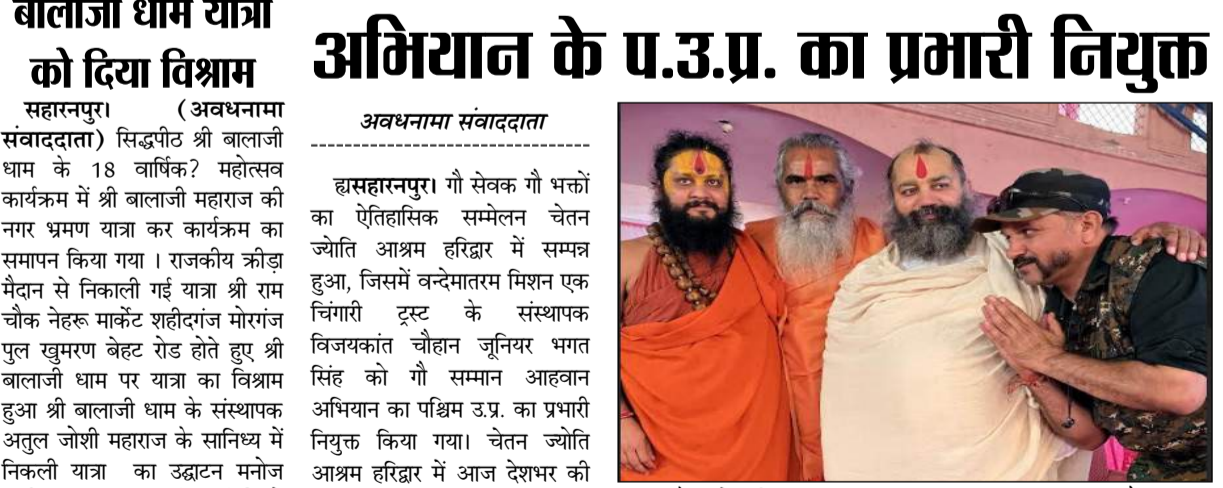 बालाजी धाम यात्रा
को दिया विश्राम
सहारनपुर। (अवधनामा
संवाददाता) सिद्धपीठ श्री बालाजी
धाम के 18 वार्षिक? महोत्सव
कार्यक्रम में श्री बालाजी महाराज की
नगर भ्रमण यात्रा कर कार्यक्रम का
समापन किया गया । राजकीय क्रीड़ा
मैदान से निकाली गई यात्रा श्री राम
चौक नेहरू मार्केट शहीदगंज मोरगंज
पुल खुमरण बेहट रोड होते हुए श्री
बालाजी धाम पर यात्रा का विश्राम
हुआ श्री बालाजी धाम के संस्थापक
अतुल जोशी महाराज के सानिध्य में
निकली यात्रा का उद्घाटन मनोज
अभियान के प.उ.प्र. का प्रभारी नियुक्त
अवधनामा संवाददाता
ह्यसहारनपुर। गौ सेवक गौ भक्तों
का ऐतिहासिक सम्मेलन चेतन
ज्योति आश्रम हरिद्वार में सम्पन्न
हुआ, जिसमें वन्देमातरम मिशन एक
चिंगारी ट्रस्ट के संस्थापक
विजयकांत चौहान जूनियर भगत
सिंह को गौ सम्मान आहवान
अभियान का पश्चिम उ.प्र. का प्रभारी
नियुक्त किया गया। चेतन ज्योति
आश्रम हरिद्वार में आज देशभर की